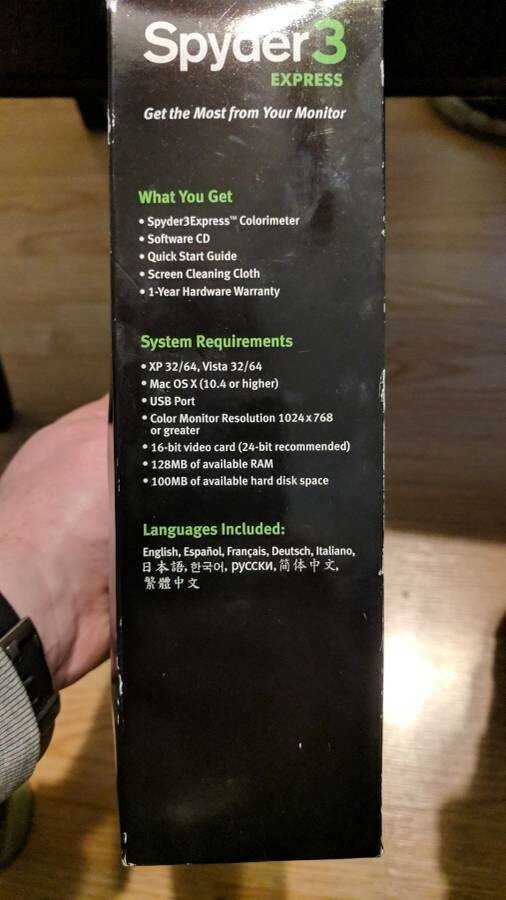 Spyder3
EXPRESS
Get the Most from Your Monitor
What You Get
• Spyder3Express™ Colorimeter
• Software CD
• Quick Start Guide
• Screen Cleaning Cloth
• 1-Year Hardware Warranty
System Requirements
• XP 32/64, Vista 32/64
• Mac OS X (10.4 or higher)
• USB Port
• Color Monitor Resolution 1024x768
or greater
• 16-bit video card (24-bit recommended)
• 128MB of available RAM
• 100MB of available hard disk space
Languages Included:
English, Español, Français, Deutsch, Italiano,
日本語, 한국어, русски, 简体中文,
繁體中文